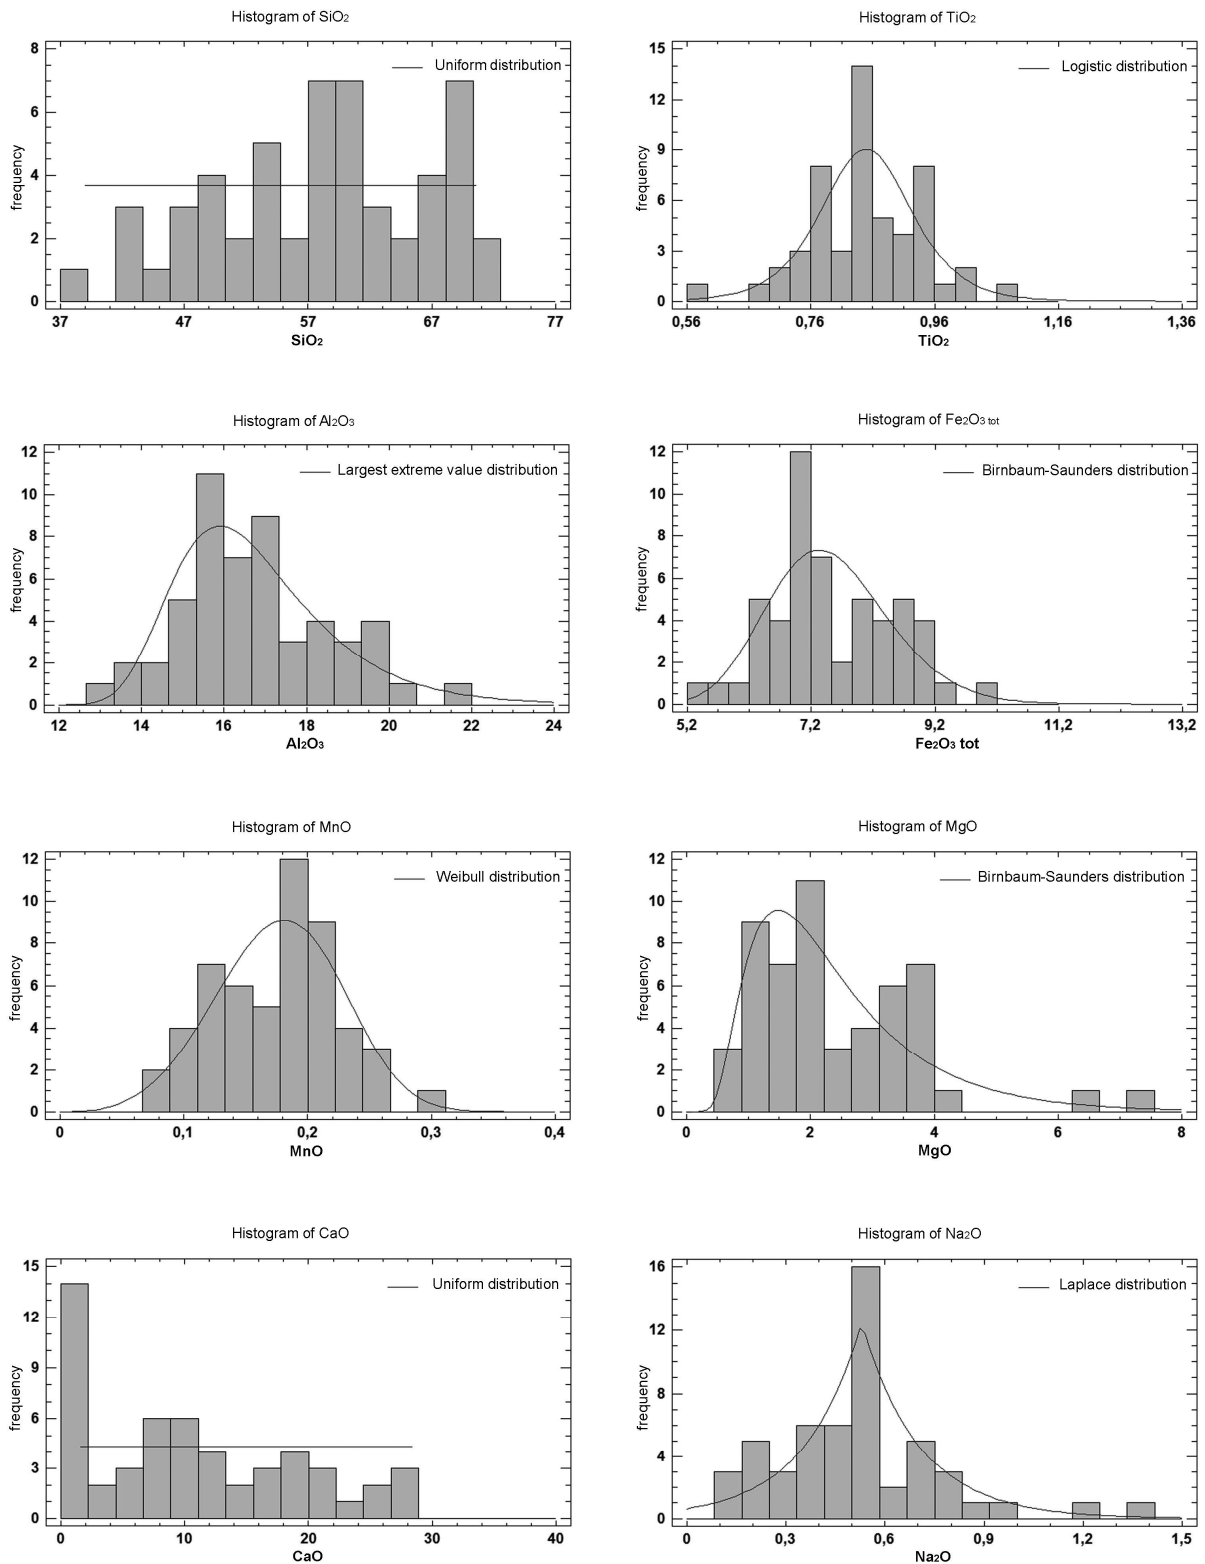 Histogram of SiO2
Uniform distribution
8
6
4
2
0
frequency
37 47 57 67 77
SiO2
Histogram of TiO2
Logistic distribution
15
12
9
6
3
0
frequency
0,56 0,76 0,96 1,16 1,36
TiO2
Histogram of Al2O3
Largest extreme value distribution
12
10
8
6
4
2
0
frequency
12 14 16 18 20 22 24
Al2O3
Histogram of Fe2O3 tot
Birnbaum-Saunders distribution
12
10
8
6
4
2
0
frequency
5,2 7,2 9,2 11,2 13,2
Fe2O3 tot
Histogram of MnO
Weibull distribution
12
10
8
6
4
2
0
frequency
0 0,1 0,2 0,3 0,4
MnO
Histogram of MgO
Birnbaum-Saunders distribution
12
10
8
6
4
2
0
frequency
0 2 4 6 8
MgO
Histogram of CaO
Uniform distribution
15
12
9
6
3
0
frequency
0 10 20 30 40
CaO
Histogram of Na2O
Laplace distribution
16
12
8
4
0
frequency
0 0,3 0,6 0,9 1,2 1,5
Na2O